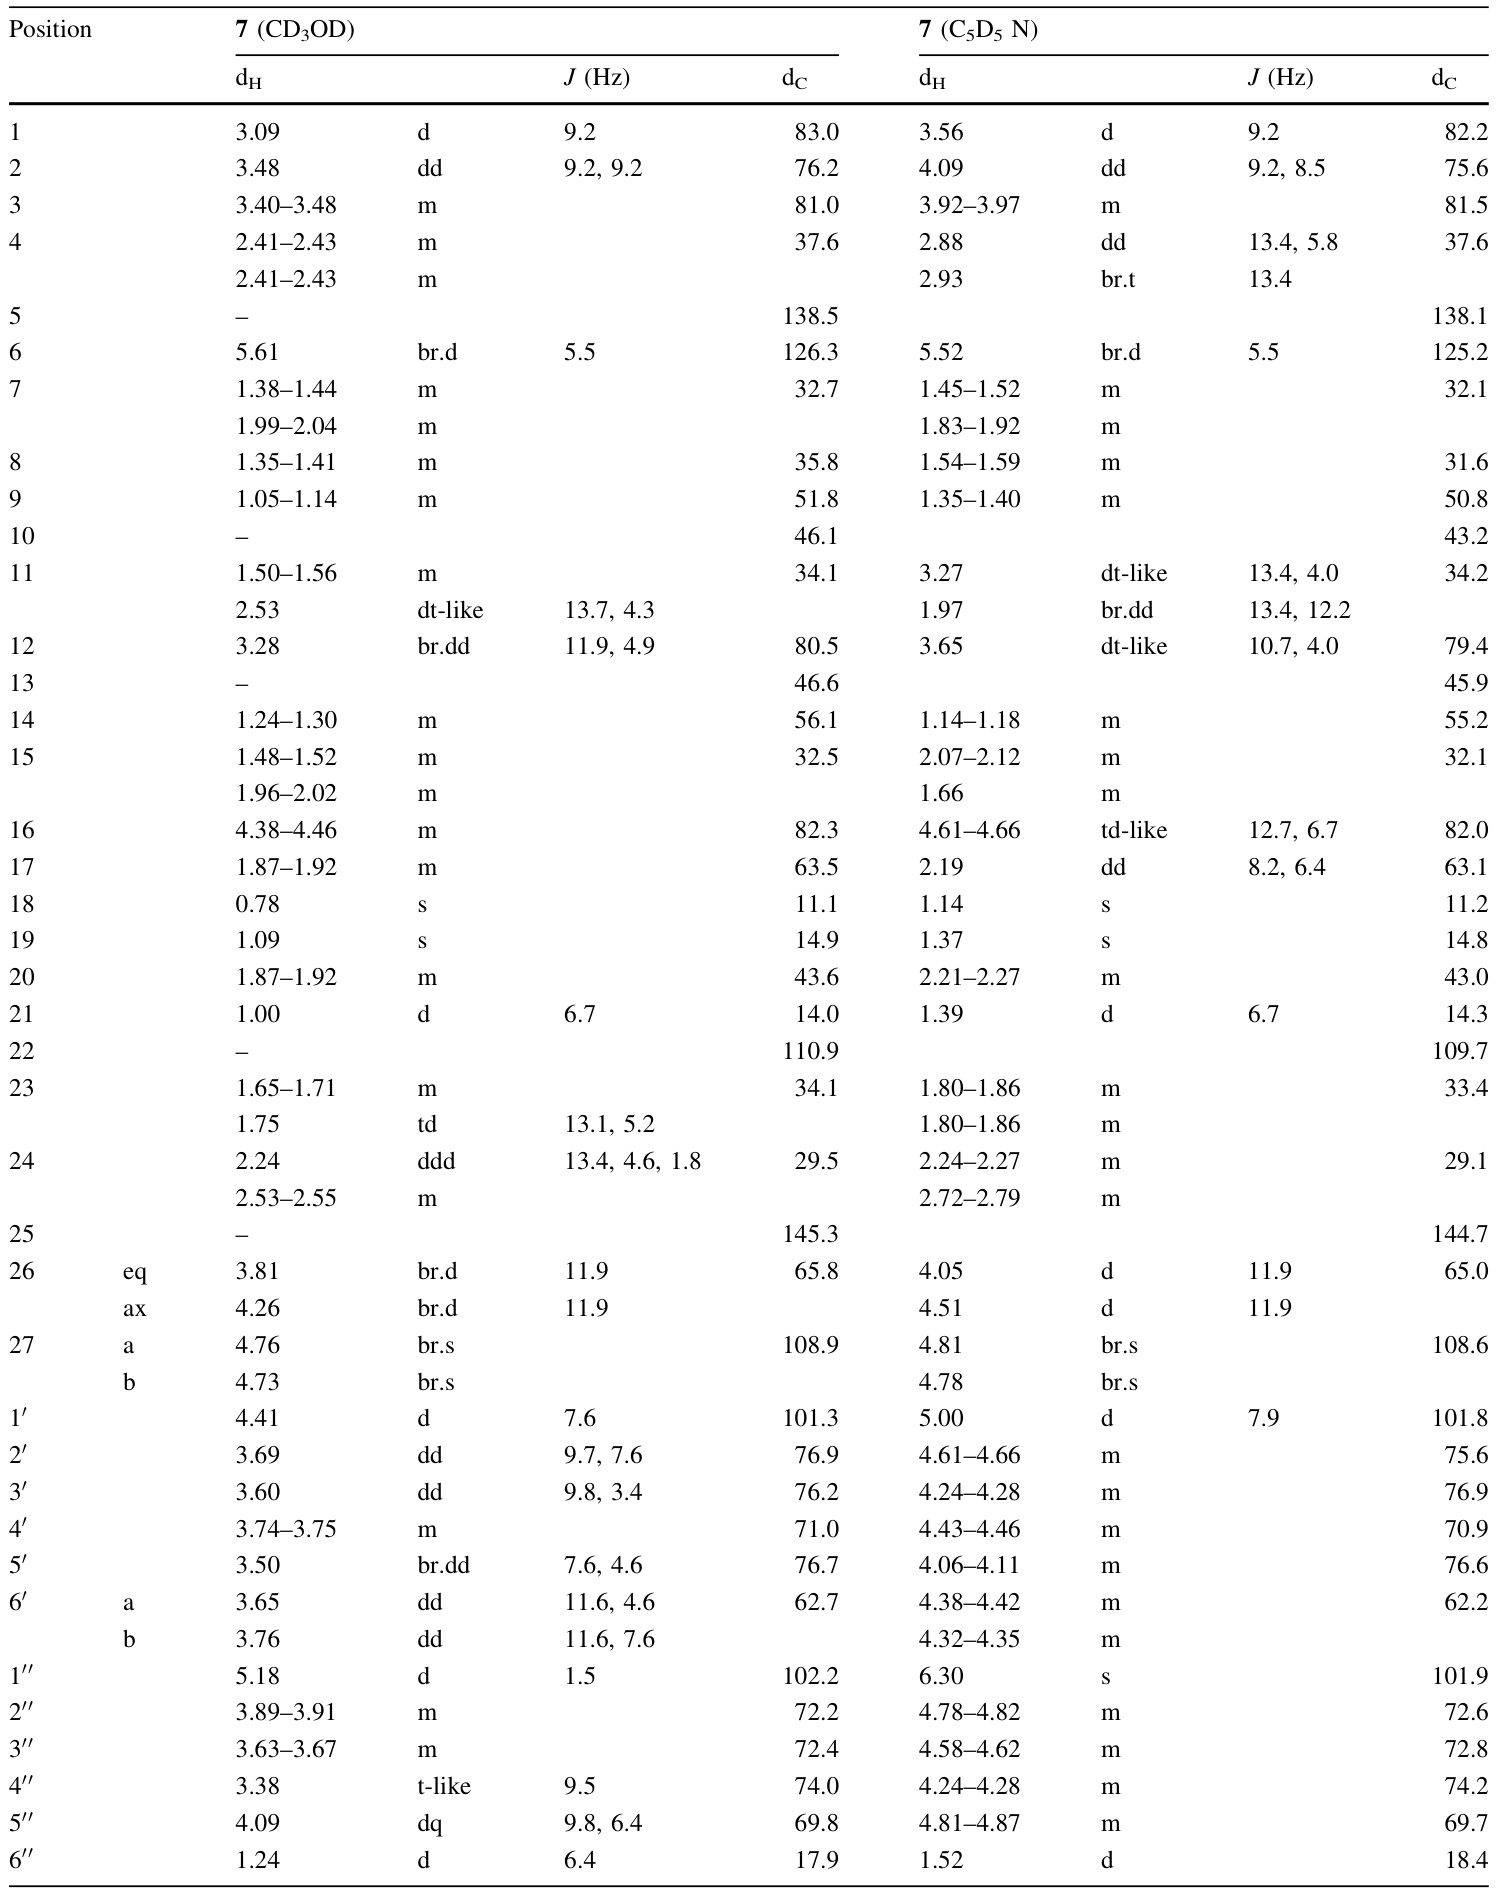 Position 7 (CD3OD) 7 (C5D5 N)
dH J (Hz) dC dH J (Hz) dC
1 3.09 d 9.2 83.0 3.56 d 9.2 82.2
2 3.48 dd 9.2, 9.2 76.2 4.09 dd 9.2, 8.5 75.6
3 3.40–3.48 m 81.0 3.92–3.97 m 81.5
4 2.41–2.43 m 37.6 2.88 dd 13.4, 5.8 37.6
2.41–2.43 m 2.93 br.t 13.4
5 – 138.5 138.1
6 5.61 br.d 5.5 126.3 5.52 br.d 5.5 125.2
7 1.38–1.44 m 32.7 1.45–1.52 m 32.1
1.99–2.04 m 1.83–1.92 m
8 1.35–1.41 m 35.8 1.54–1.59 m 31.6
9 1.05–1.14 m 51.8 1.35–1.40 m 50.8
10 – 46.1 43.2
11 1.50–1.56 m 34.1 3.27 dt-like 13.4, 4.0 34.2
2.53 dt-like 13.7, 4.3 1.97 br.dd 13.4, 12.2
12 3.28 br.dd 11.9, 4.9 80.5 3.65 dt-like 10.7, 4.0 79.4
13 – 46.6 45.9
14 1.24–1.30 m 56.1 1.14–1.18 m 55.2
15 1.48–1.52 m 32.5 2.07–2.12 m 32.1
1.96–2.02 m 1.66 m
16 4.38–4.46 m 82.3 4.61–4.66 td-like 12.7, 6.7 82.0
17 1.87–1.92 m 63.5 2.19 dd 8.2, 6.4 63.1
18 0.78 s 11.1 1.14 s 11.2
19 1.09 s 14.9 1.37 s 14.8
20 1.87–1.92 m 43.6 2.21–2.27 m 43.0
21 1.00 d 6.7 14.0 1.39 d 6.7 14.3
22 – 110.9 109.7
23 1.65–1.71 m 34.1 1.80–1.86 m 33.4
1.75 td 13.1, 5.2 1.80–1.86 m
24 2.24 ddd 13.4, 4.6, 1.8 29.5 2.24–2.27 m 29.1
2.53–2.55 m 2.72–2.79 m
25 – 145.3 144.7
26 eq 3.81 br.d 11.9 65.8 4.05 d 11.9 65.0
ax 4.26 br.d 11.9 4.51 d 11.9
27 a 4.76 br.s 108.9 4.81 br.s 108.6
b 4.73 br.s 4.78 br.s
1′ 4.41 d 7.6 101.3 5.00 d 7.9 101.8
2′ 3.69 dd 9.7, 7.6 76.9 4.61–4.66 m 75.6
3′ 3.60 dd 9.8, 3.4 76.2 4.24–4.28 m 76.9
4′ 3.74–3.75 m 71.0 4.43–4.46 m 70.9
5′ 3.50 br.dd 7.6, 4.6 76.7 4.06–4.11 m 76.6
6′ a 3.65 dd 11.6, 4.6 62.7 4.38–4.42 m 62.2
b 3.76 dd 11.6, 7.6 4.32–4.35 m
1″ 5.18 d 1.5 102.2 6.30 s 101.9
2″ 3.89–3.91 m 72.2 4.78–4.82 m 72.6
3″ 3.63–3.67 m 72.4 4.58–4.62 m 72.8
4″ 3.38 t-like 9.5 74.0 4.24–4.28 m 74.2
5″ 4.09 dq 9.8, 6.4 69.8 4.81–4.87 m 69.7
6″ 1.24 d 6.4 17.9 1.52 d 18.4